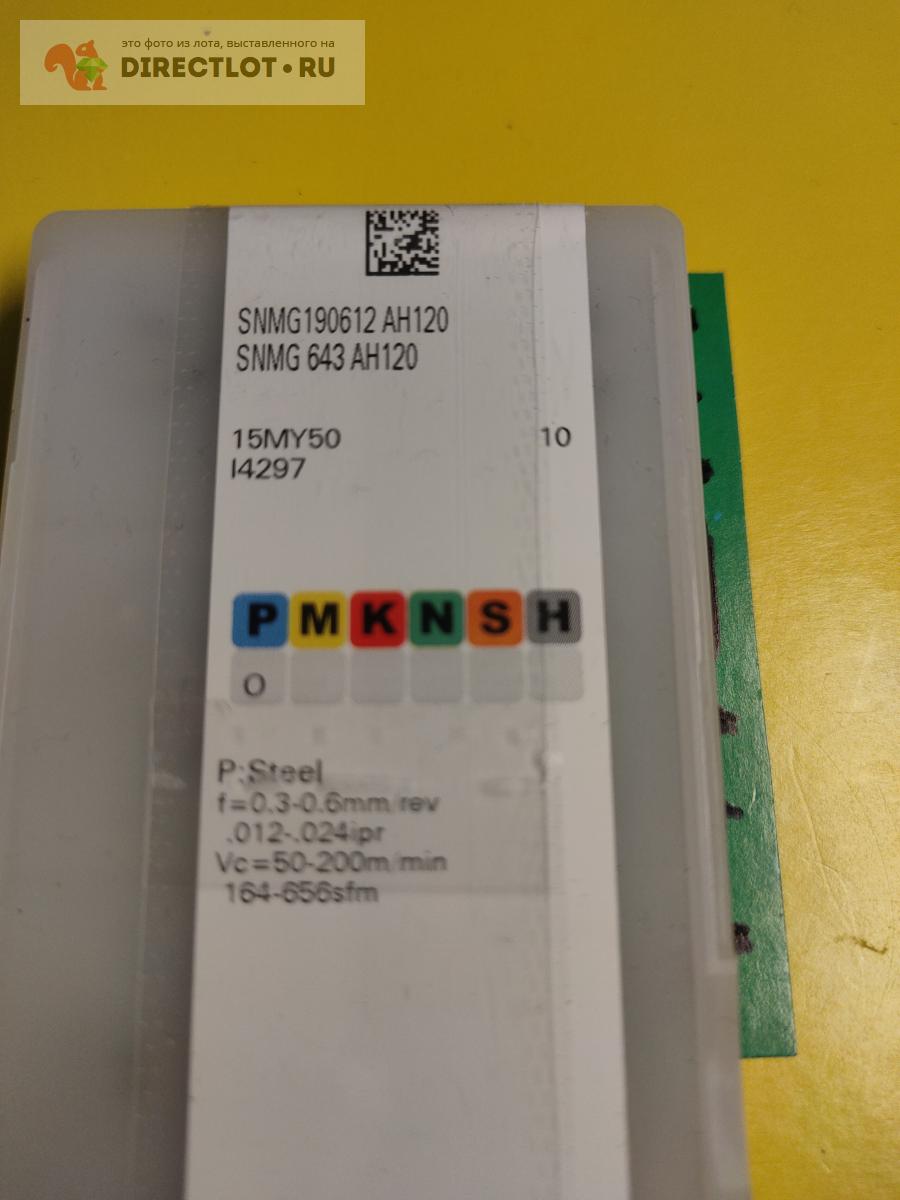 это фото из лота, выставленного на
DIRECTLOT•RU
SNMG190612 AH120
SNMG 643 AH120
15MY50 10
I4297
P M K N S H
O
P:Steel
f=0.3-0.6mm/rev
.012-.024ipr
Vc=50-200m/min
164-656sfm